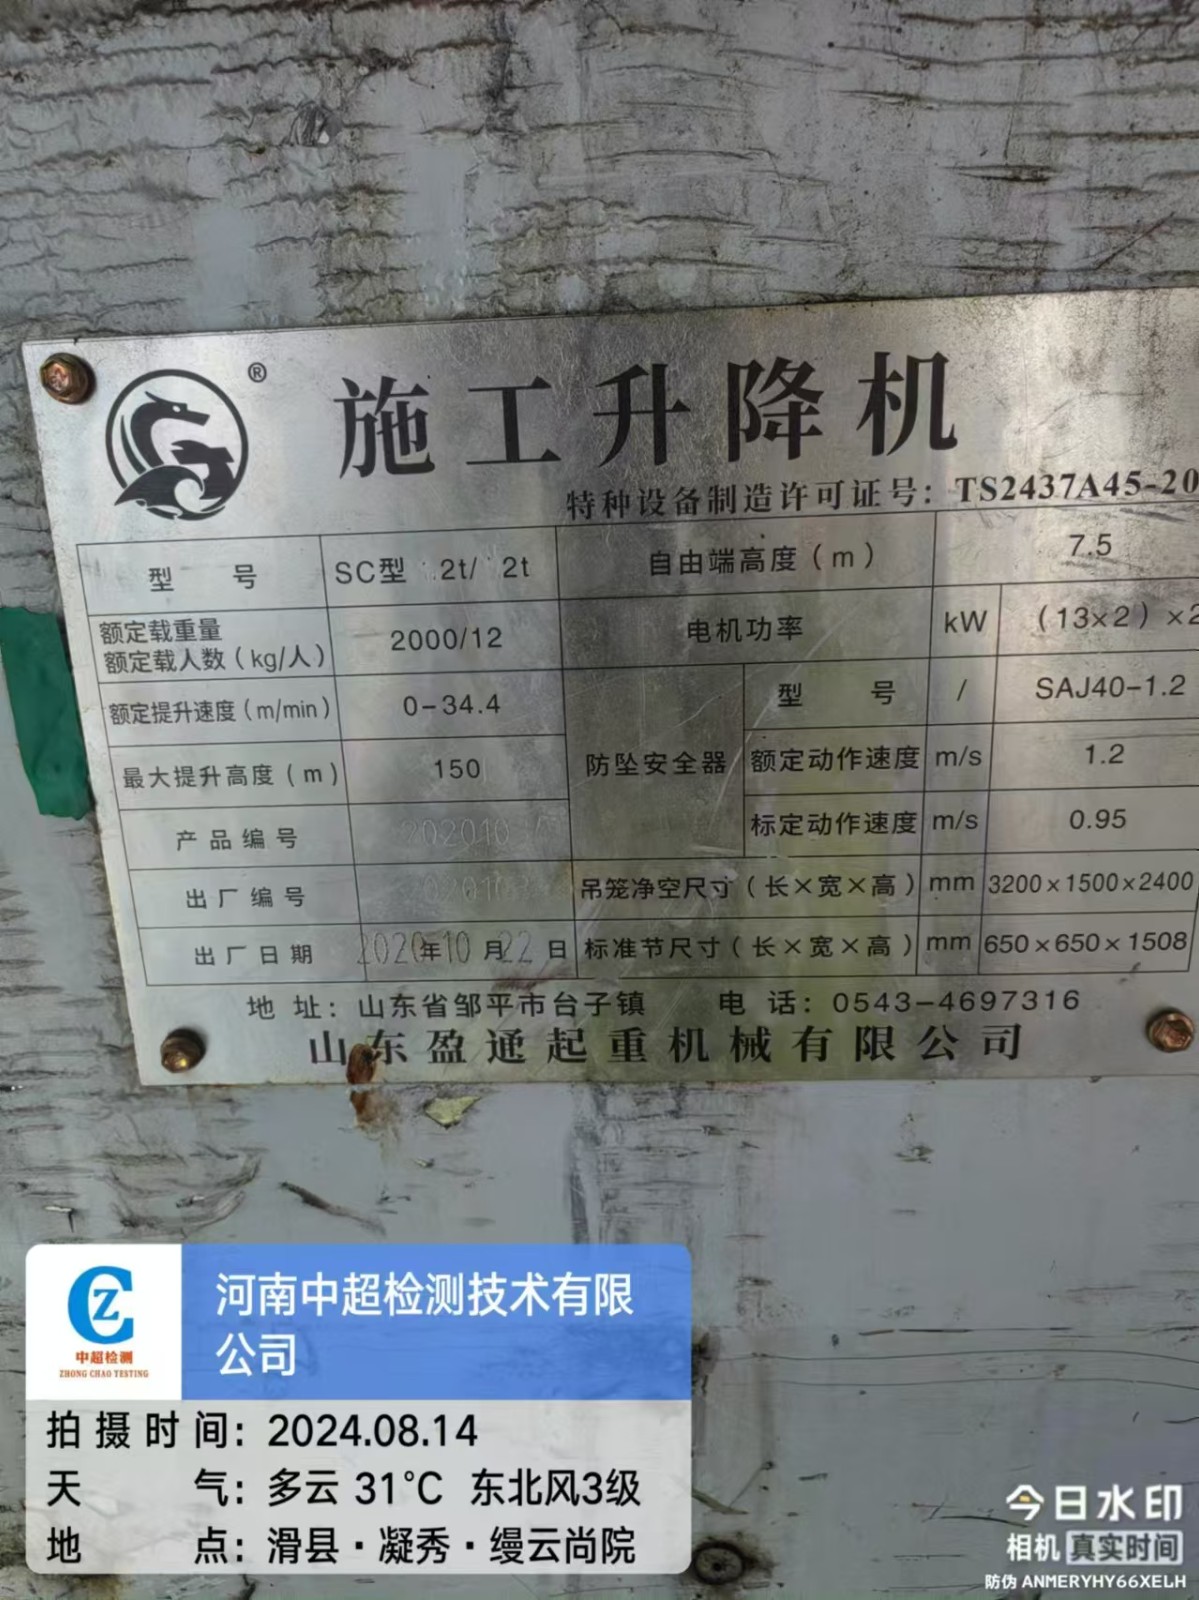 ®
施工升降机
特种设备制造许可证号：TS2437A45-20
型 号 SC型 2t/ 2t 自由端高度（m） 7.5
额定载重量
额定载人数（kg/人） 2000/12 电机功率 kW （13×2）×2
额定提升速度（m/min） 0-34.4 防坠安全器 型 号 / SAJ40-1.2
最大提升高度（m） 150 额定动作速度 m/s 1.2
产品编号 202010 标定动作速度 m/s 0.95
出厂编号 202010 吊笼净空尺寸（长×宽×高） mm 3200×1500×2400
出厂日期 2020年10月22日 标准节尺寸（长×宽×高） mm 650×650×1508
地 址：山东省邹平市台子镇 电 话：0543-4697316
山东盈通起重机械有限公司
CZ
中超检测
ZHONG CHAO TESTING
河南中超检测技术有限
公司
拍摄时间：2024.08.14
天 气：多云 31℃ 东北风3级
地 点：滑县·凝秀·缦云尚院
今日水印
相机 真实时间
防伪 ANMERYHY66XELH